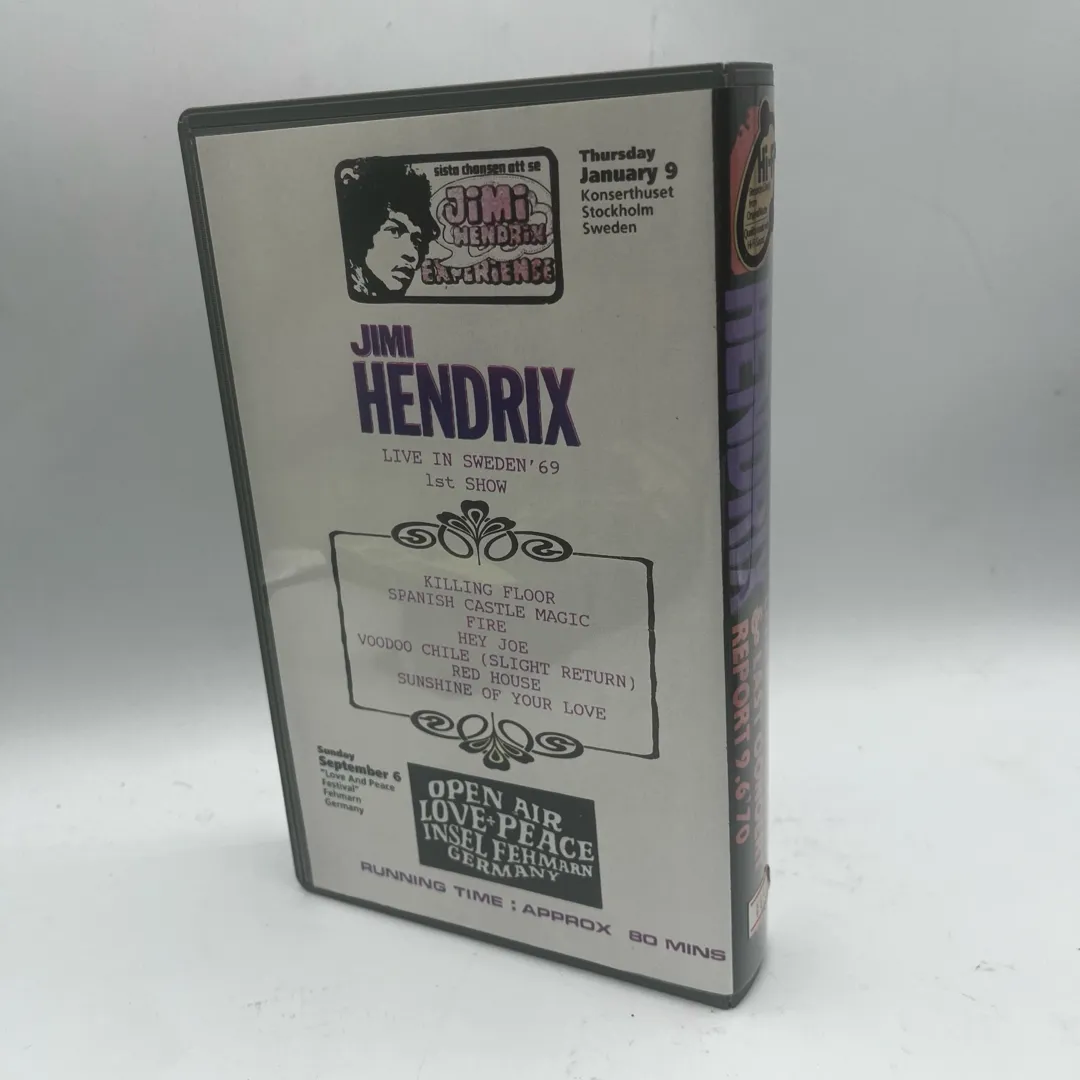 sista chansen att se
JiMi
HENDRiX
EXPERiENCE
Thursday
January 9
Konserthuset
Stockholm
Sweden
JIMI
HENDRIX
LIVE IN SWEDEN'69
1st SHOW
KILLING FLOOR
SPANISH CASTLE MAGIC
FIRE
HEY JOE
VOODOO CHILE (SLIGHT RETURN)
RED HOUSE
SUNSHINE OF YOUR LOVE
Sunday
September 6
"Love And Peace
Festival"
Fehmarn
Germany
OPEN AIR
LOVE+PEACE
INSEL FEHMARN
GERMANY
RUNNING TIME : APPROX 80 MINS
Hi-
HENDRIX
REPORT 9.6'70